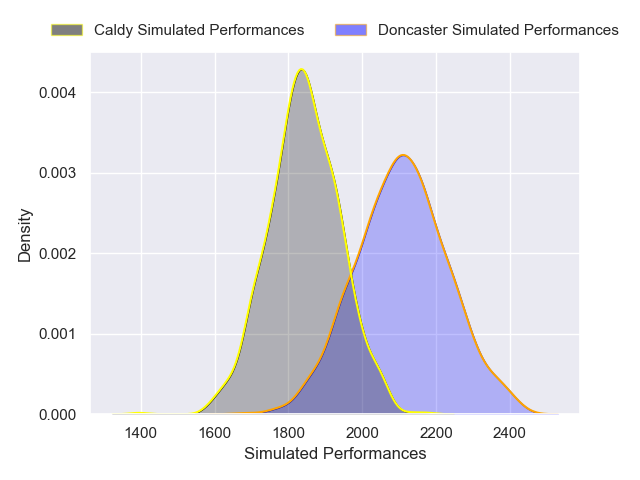 Caldy Simulated Performances
Doncaster Simulated Performances
0.004
0.003
0.002
0.001
0.000
Density
1400 1600 1800 2000 2200 2400
Simulated Performances